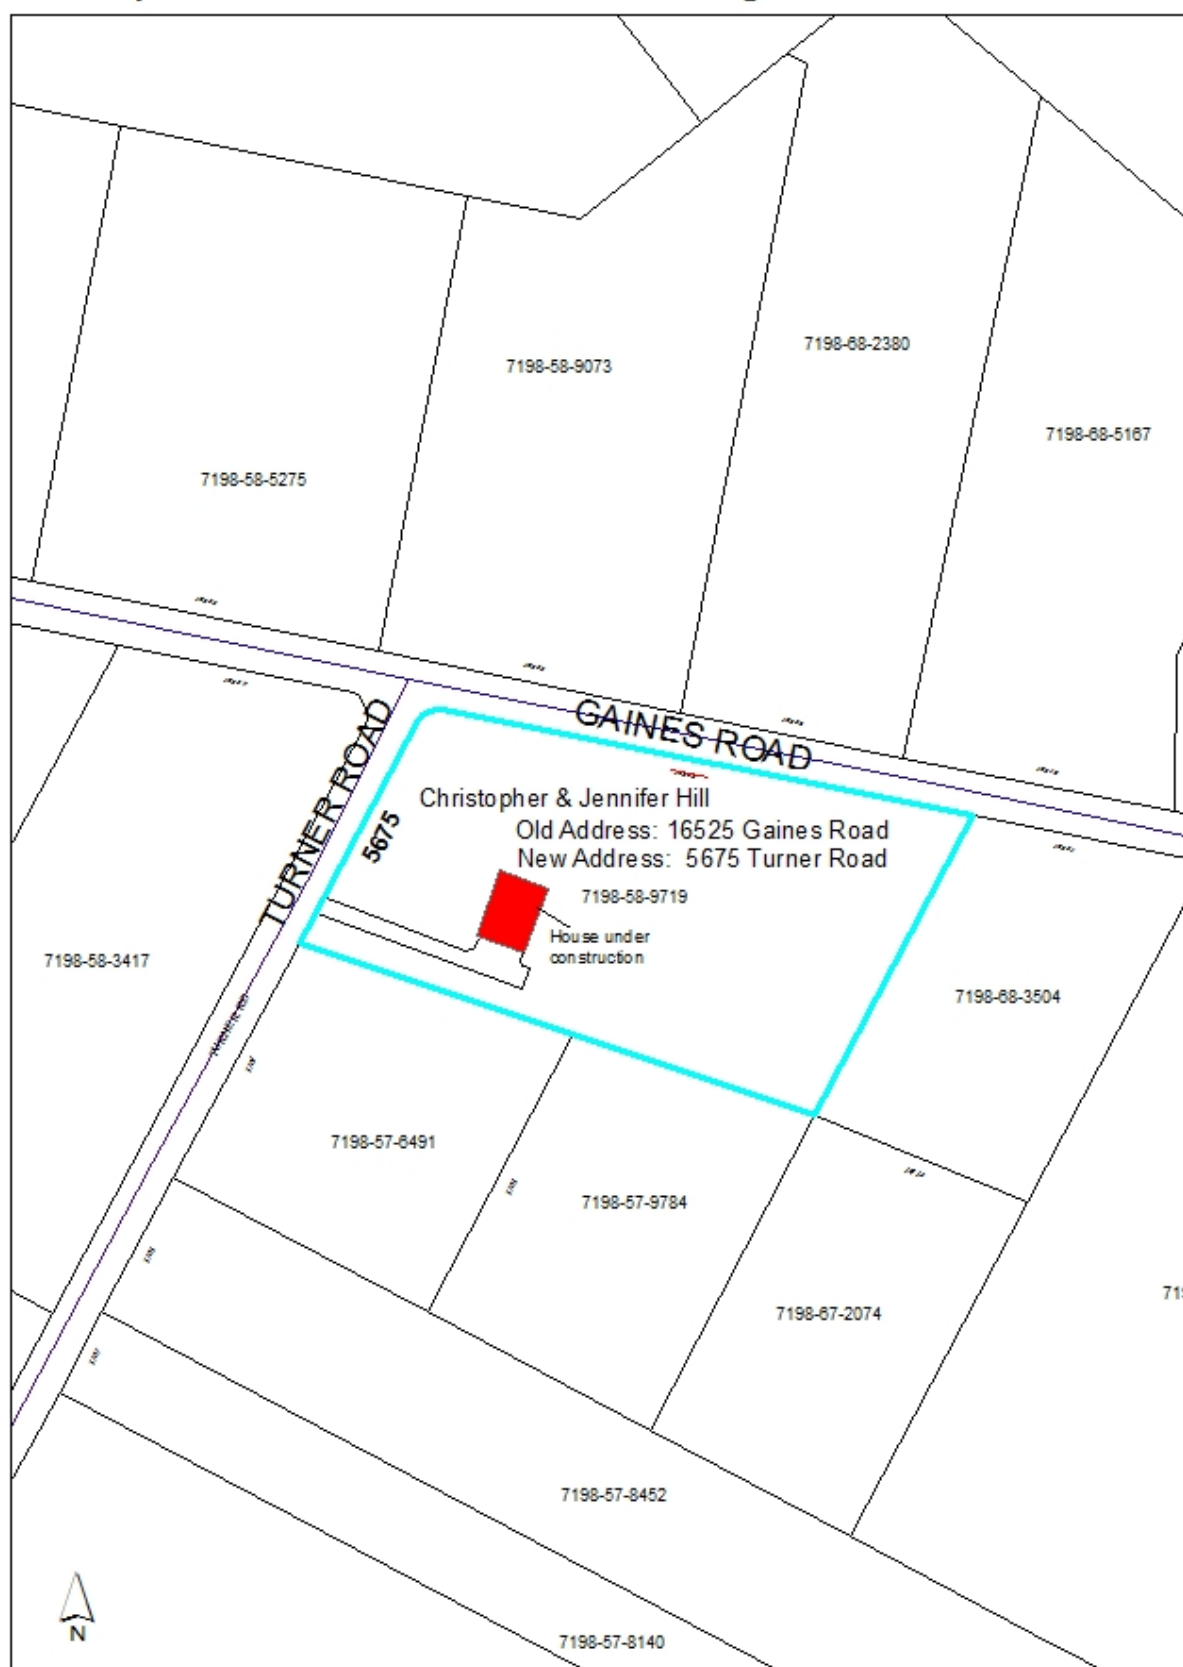 7198-68-2380
7198-58-9073
7198-68-5167
7198-58-5275
GAINES ROAD
TURNER ROAD
Christopher & Jennifer Hill
5675
Old Address: 16525 Gaines Road
New Address: 5675 Turner Road
7198-58-9719
House under
construction
7198-58-3417
7198-68-3504
TURNER RD
7198-57-6491
7198-57-9784
7198-67-2074
7198-57-8452
N
7198-57-8140